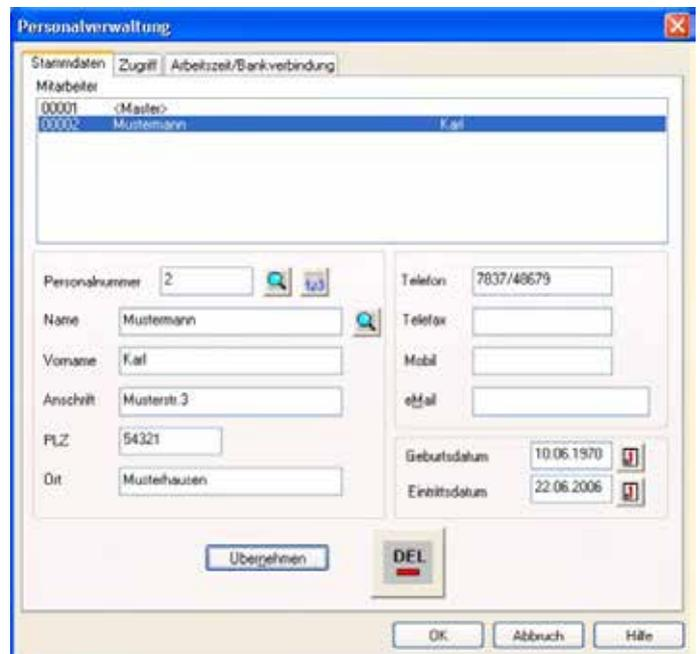 Personalverwaltung
Stammdaten Zugriff Arbeitszeit/Bankverbindung
Mitarbeiter
00001 <Master>
00002 Mustermann Karl
Personalnummer 2 123
Name Mustermann
Vorname Karl
Anschrift Musterstr.3
PLZ 54321
Ort Musterhausen
Telefon 7837/48679
Telefax
Mobil
eMail
Geburtsdatum 10.06.1970
Eintrittsdatum 22.06.2006
Übernehmen DEL
OK Abbruch Hilfe